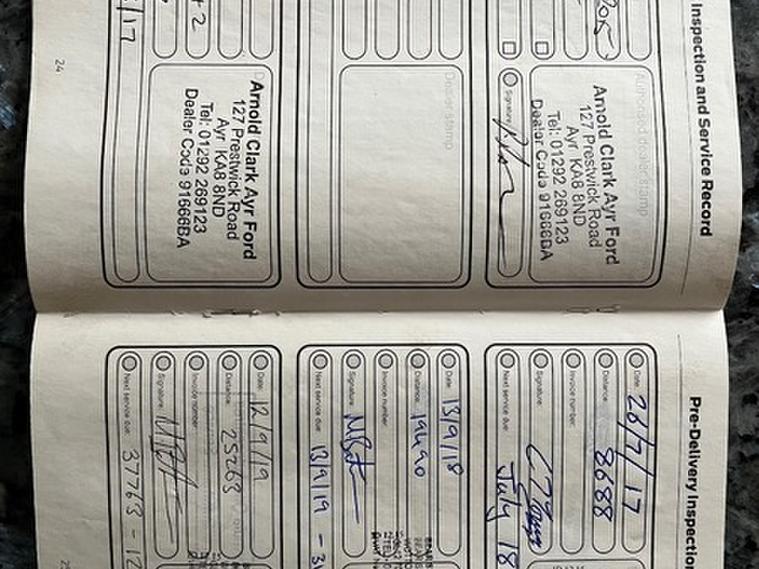 Inspection and Service Record
Authorised dealer stamp
Arnold Clark Ayr Ford
127 Prestwick Road
Ayr KA8 8ND
Tel: 01292 269123
Dealer Code 91666BA
Signature:
Dealer stamp
Arnold Clark Ayr Ford
127 Prestwick Road
Ayr KA8 8ND
Tel: 01292 269123
Dealer Code 91666BA
24
Pre-Delivery Inspection
Date: 26/7/17
Distance: 8688
Invoice number:
Signature:
Next service due: July 18
Date: 13/9/18
Distance: 19490
Invoice number:
Signature:
Next service due: 13/9/19 -
Date: 12/9/19
Distance: 25263
Invoice number:
Signature:
Next service due: 37763 - 12